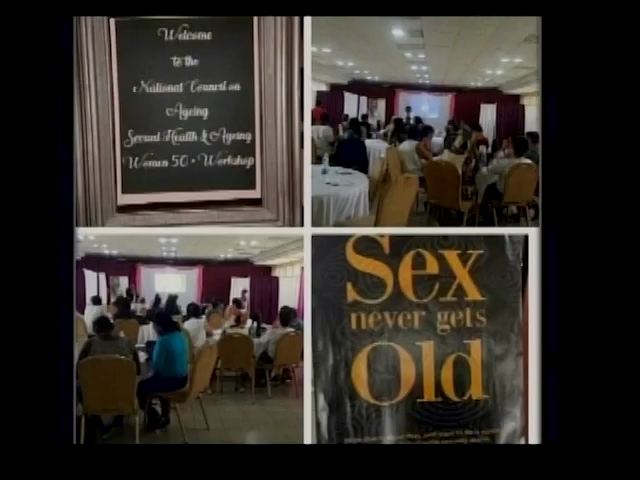 Welcome
to the
National Council on
Ageing
Sexual Health & Ageing
Women 50+ Workshop
Sex
never gets
Old